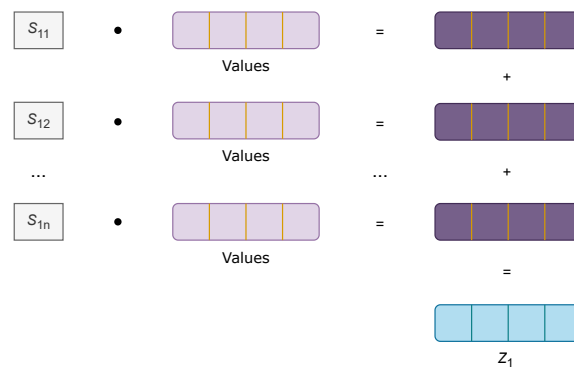 S11 • =
Values
+
S12 • =
Values
... ... +
S1n • =
Values
=
Z1